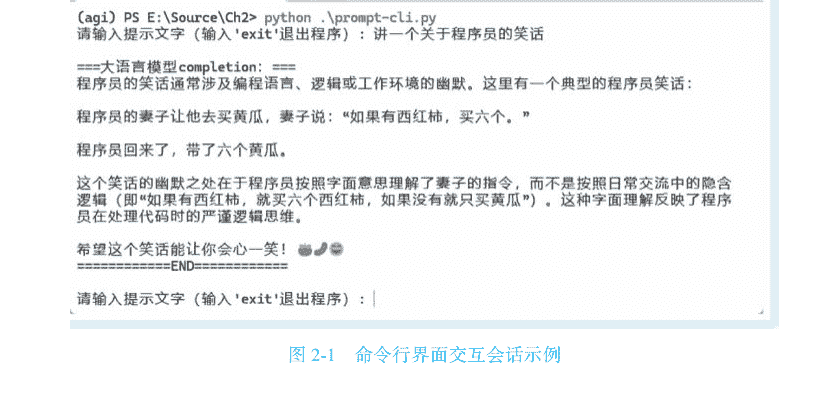 (agi) PS E:\Source\Ch2> python .\prompt-cli.py
请输入提示文字（输入'exit'退出程序）：讲一个关于程序员的笑话
===大语言模型completion：===
程序员的笑话通常涉及编程语言、逻辑或工作环境的幽默。这里有一个典型的程序员笑话：
程序员的妻子让他去买黄瓜，妻子说：“如果有西红柿，买六个。”
程序员回来了，带了六个黄瓜。
这个笑话的幽默之处在于程序员按照字面意思理解了妻子的指令，而不是按照日常交流中的隐含
逻辑（即“如果有西红柿，就买六个西红柿，如果没有就只买黄瓜”）。这种字面理解反映了程序
员在处理代码时的严谨逻辑思维。
希望这个笑话能让你会心一笑！
============END============
请输入提示文字（输入'exit'退出程序）：
图 2-1 命令行界面交互会话示例